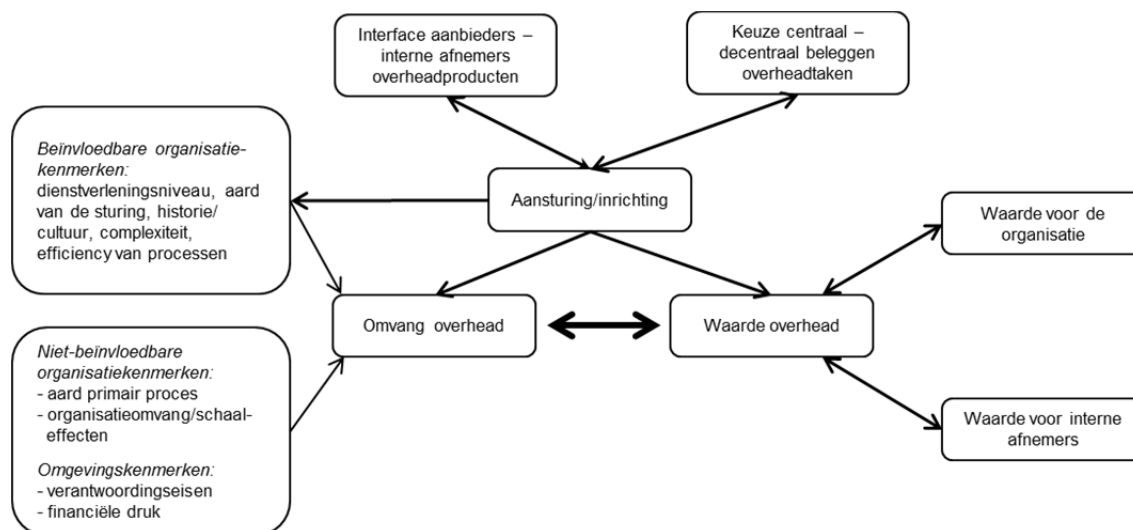 Interface aanbieders –
interne afnemers
overheadproducten
Keuze centraal –
decentraal beleggen
overheadtaken
Beïnvloedbare organisatie-
kenmerken:
dienstverleningsniveau, aard
van de sturing, historie/
cultuur, complexiteit,
efficiency van processen
Aansturing/inrichting
Waarde voor de
organisatie
Omvang overhead
Waarde overhead
Niet-beïnvloedbare
organisatiekenmerken:
- aard primair proces
- organisatieomvang/schaal-
effecten
Omgevingskenmerken:
- verantwoordingseisen
- financiële druk
Waarde voor interne
afnemers